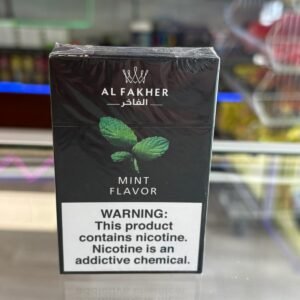 AL FAKHER
الفاخر
MINT
FLAVOR
WARNING:
This product
contains nicotine.
Nicotine is an
addictive chemical.